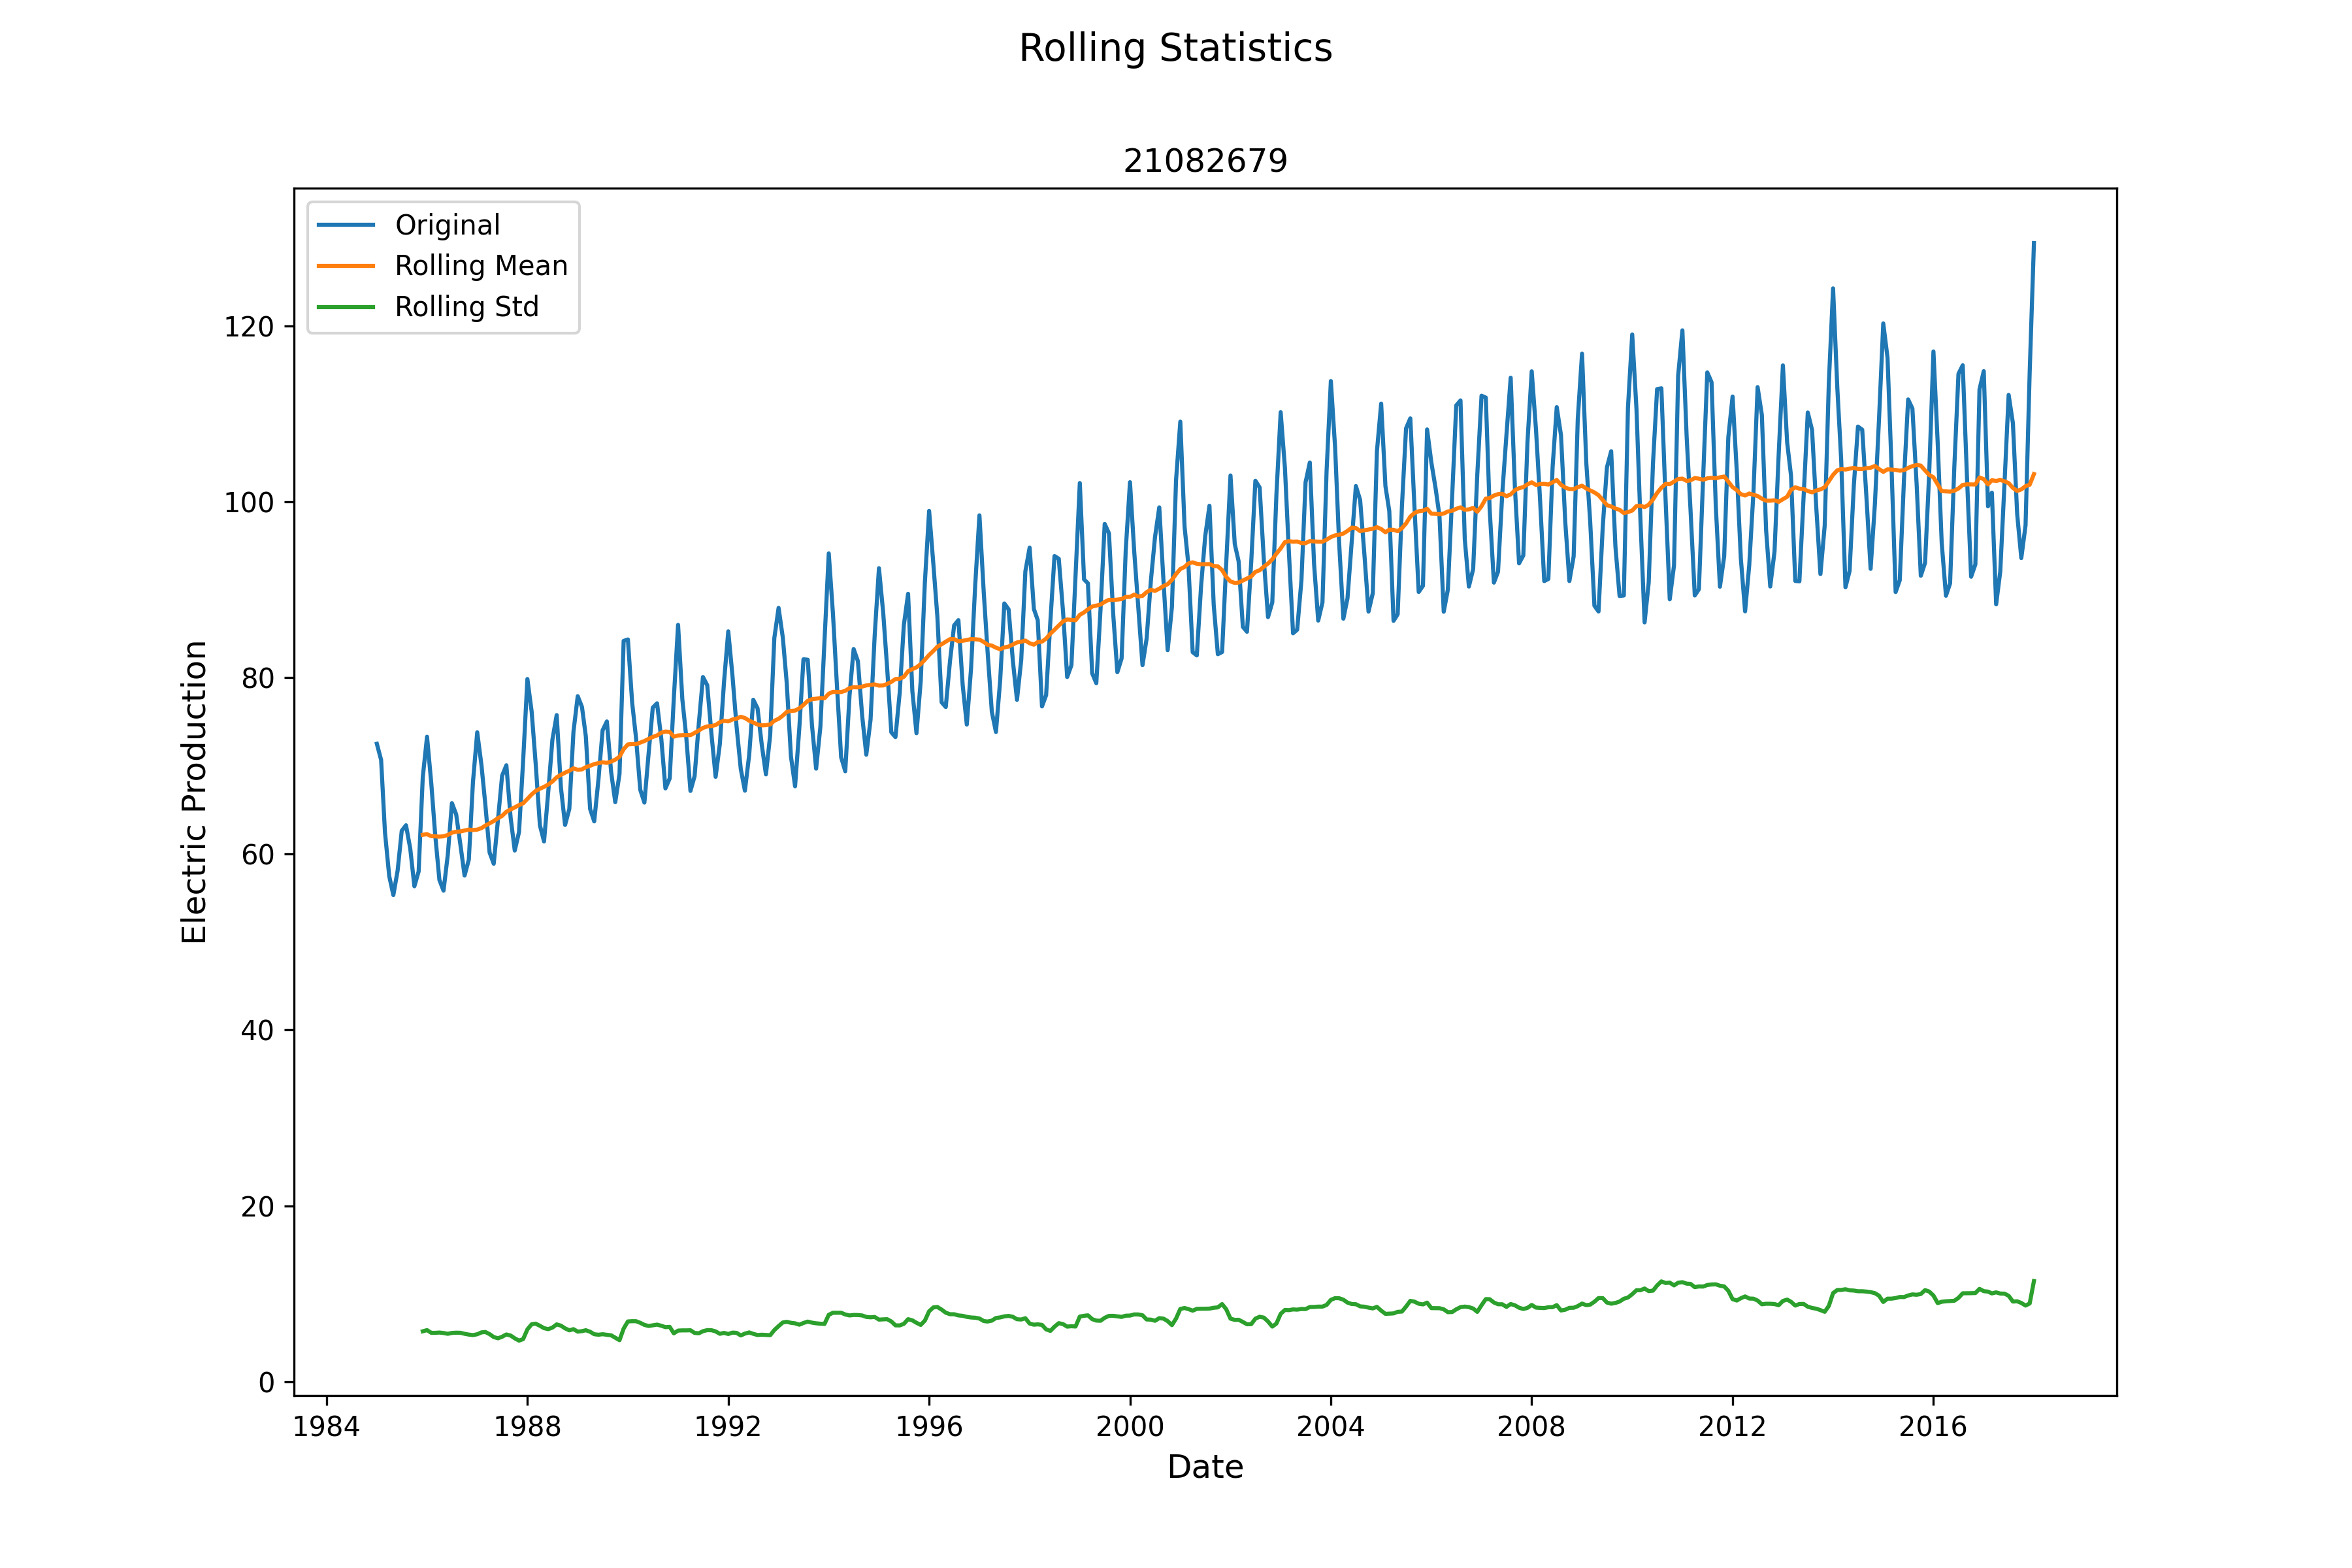 Rolling Statistics
21082679
Original
Rolling Mean
Rolling Std
Electric Production
120
100
80
60
40
20
0
1984 1988 1992 1996 2000 2004 2008 2012 2016
Date